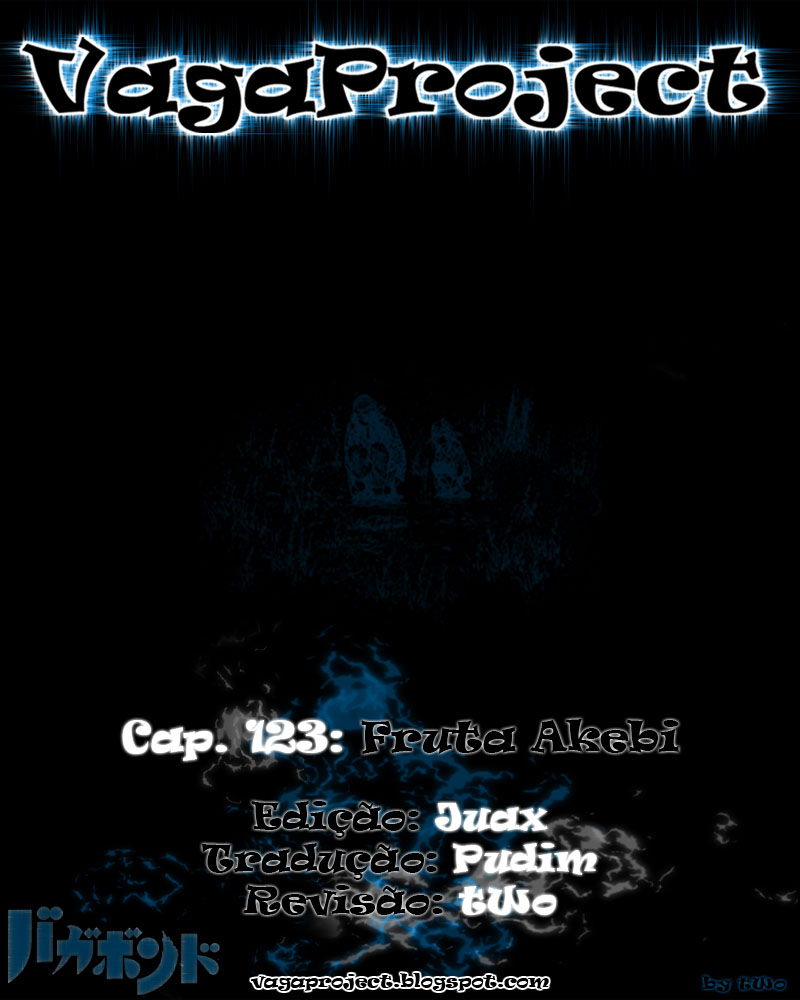 VagaProject
Cap. 123: Fruta Akebi
Edição: Juax
Tradução: Pudim
Revisão: tWo
バガボンド
vagaproject.blogspot.com
by tWo